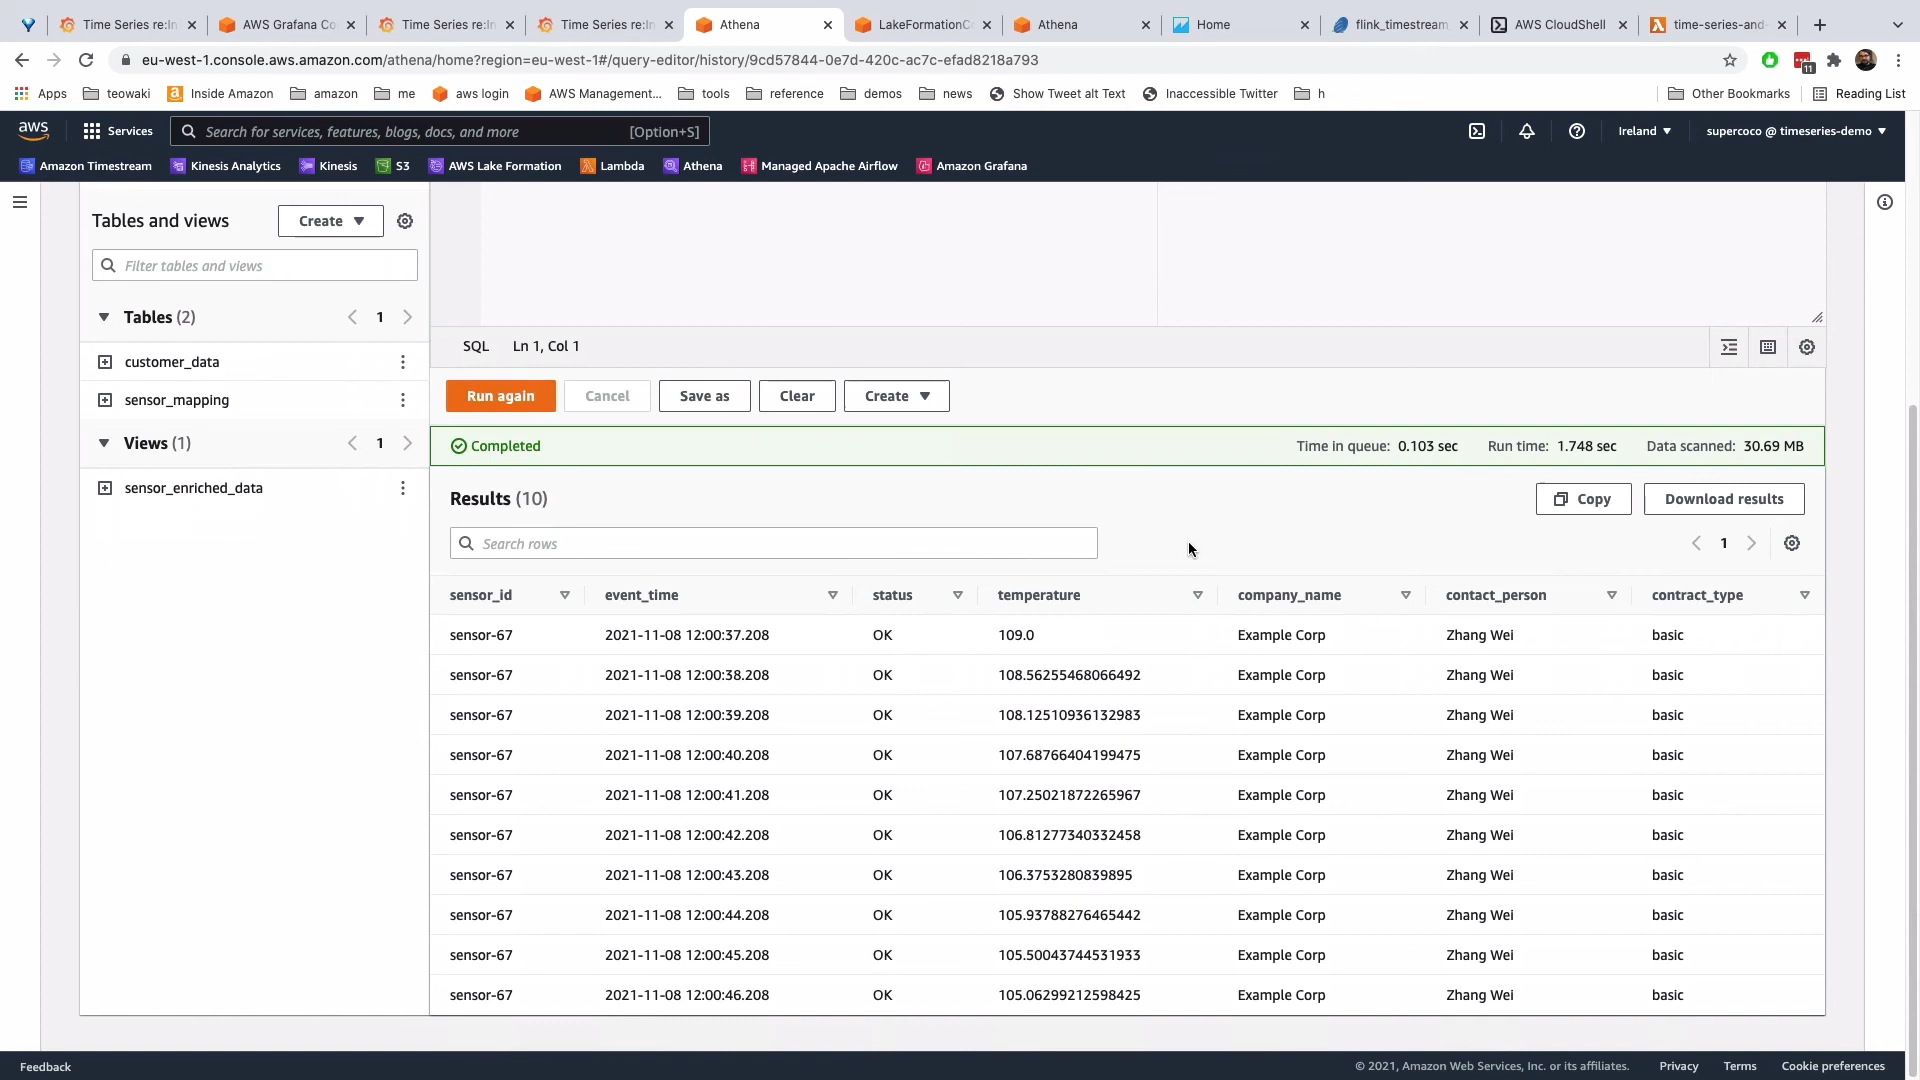 Time Series re:In
AWS Grafana Co
Time Series re:In
Time Series re:In
Athena
LakeFormationC
Athena
Home
flink_timestream
AWS CloudShell
time-series-and-
eu-west-1.console.aws.amazon.com/athena/home?region=eu-west-1#/query-editor/history/9cd57844-0e7d-420c-ac7c-efad8218a793
11
Apps teowaki Inside Amazon amazon me aws login AWS Management... tools reference demos news Show Tweet alt Text Inaccessible Twitter h Other Bookmarks Reading List
aws Services Search for services, features, blogs, docs, and more [Option+S] Ireland supercoco @ timeseries-demo
Amazon Timestream Kinesis Analytics Kinesis S3 AWS Lake Formation Lambda Athena Managed Apache Airflow Amazon Grafana
Tables and views Create
Filter tables and views
Tables (2) 1
customer_data
sensor_mapping
Views (1) 1
sensor_enriched_data
SQL Ln 1, Col 1
Run again Cancel Save as Clear Create
Completed Time in queue: 0.103 sec Run time: 1.748 sec Data scanned: 30.69 MB
Results (10) Copy Download results
Search rows 1
sensor_id event_time status temperature company_name contact_person contract_type
sensor-67 2021-11-08 12:00:37.208 OK 109.0 Example Corp Zhang Wei basic
sensor-67 2021-11-08 12:00:38.208 OK 108.56255468066492 Example Corp Zhang Wei basic
sensor-67 2021-11-08 12:00:39.208 OK 108.12510936132983 Example Corp Zhang Wei basic
sensor-67 2021-11-08 12:00:40.208 OK 107.68766404199475 Example Corp Zhang Wei basic
sensor-67 2021-11-08 12:00:41.208 OK 107.25021872265967 Example Corp Zhang Wei basic
sensor-67 2021-11-08 12:00:42.208 OK 106.81277340332458 Example Corp Zhang Wei basic
sensor-67 2021-11-08 12:00:43.208 OK 106.3753280839895 Example Corp Zhang Wei basic
sensor-67 2021-11-08 12:00:44.208 OK 105.93788276465442 Example Corp Zhang Wei basic
sensor-67 2021-11-08 12:00:45.208 OK 105.50043744531933 Example Corp Zhang Wei basic
sensor-67 2021-11-08 12:00:46.208 OK 105.06299212598425 Example Corp Zhang Wei basic
Feedback © 2021, Amazon Web Services, Inc. or its affiliates. Privacy Terms Cookie preferences